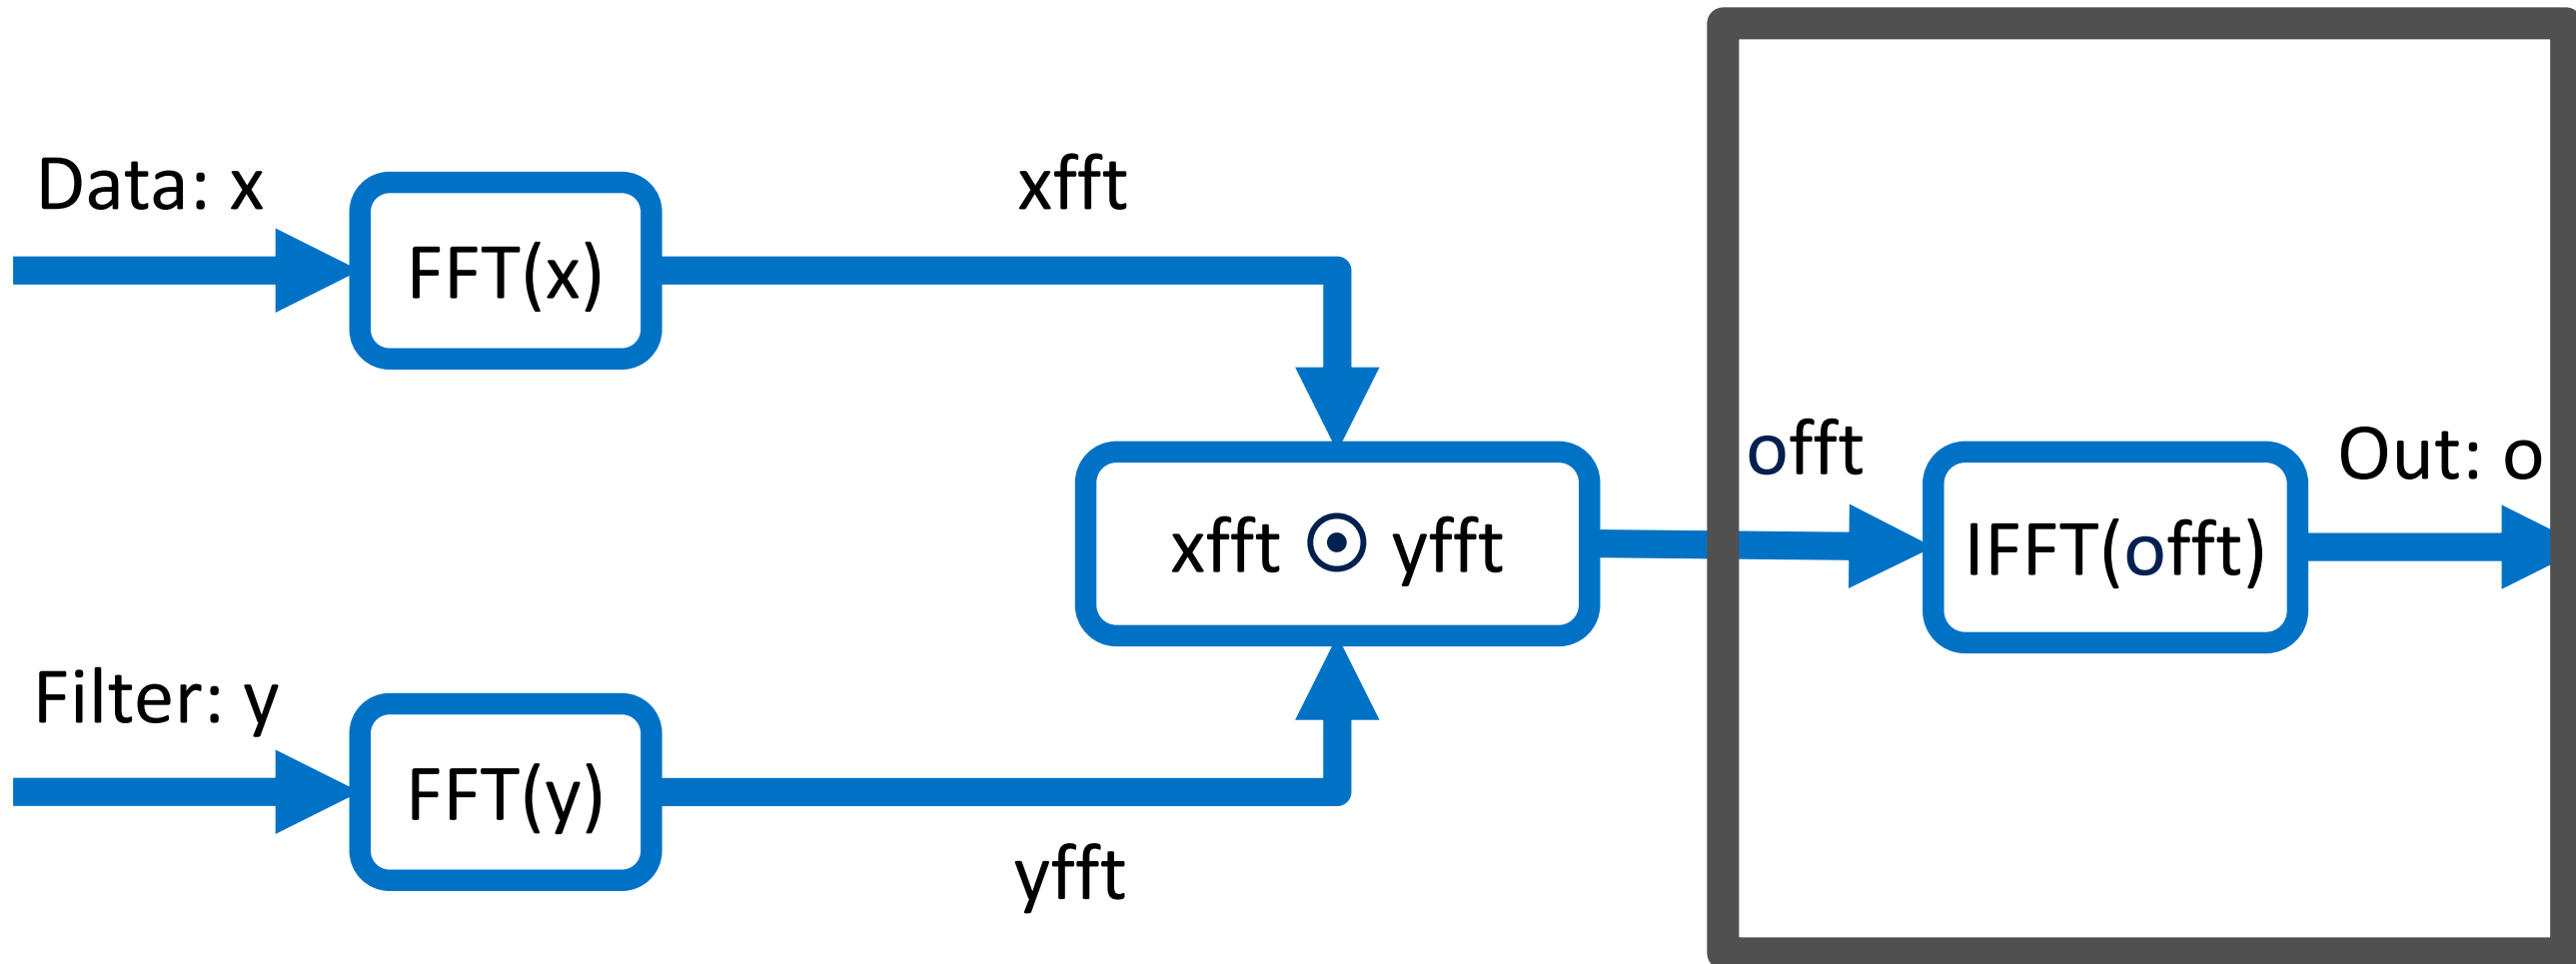 Data: x
FFT(x)
xfft
xfft ⊙ yfft
offt
IFFT(offt)
Out: o
Filter: y
FFT(y)
yfft